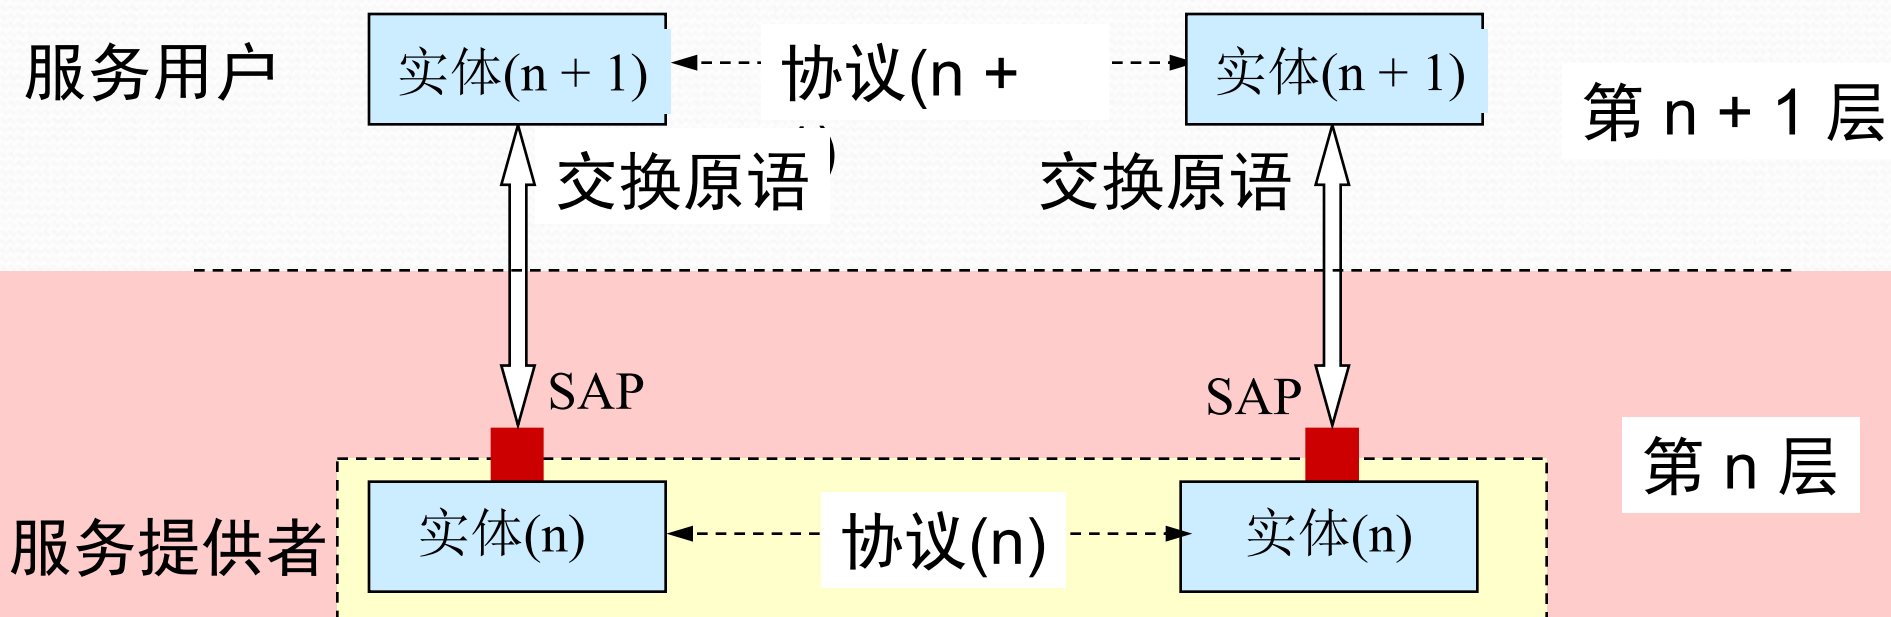 服务用户
实体(n + 1)
协议(n +
)
实体(n + 1)
第 n + 1 层
交换原语
交换原语
SAP
SAP
第 n 层
服务提供者
实体(n)
协议(n)
实体(n)